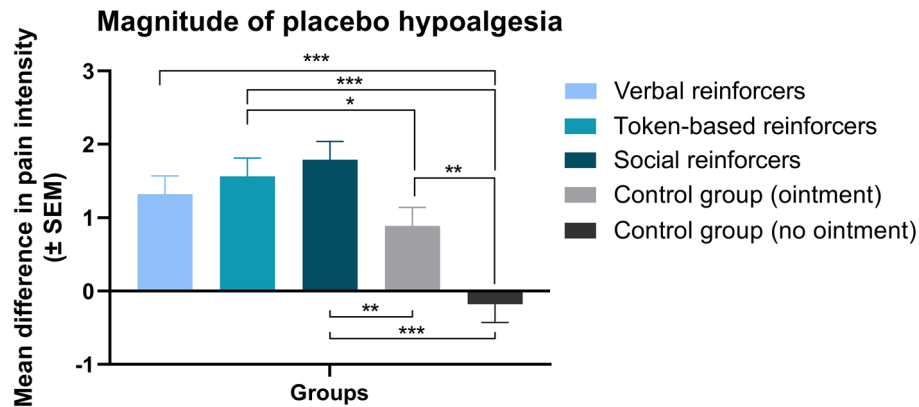 Magnitude of placebo hypoalgesia
Mean difference in pain intensity
(± SEM)
3
2
1
0
-1
***
***
*
**
**
***
Groups
Verbal reinforcers
Token-based reinforcers
Social reinforcers
Control group (ointment)
Control group (no ointment)